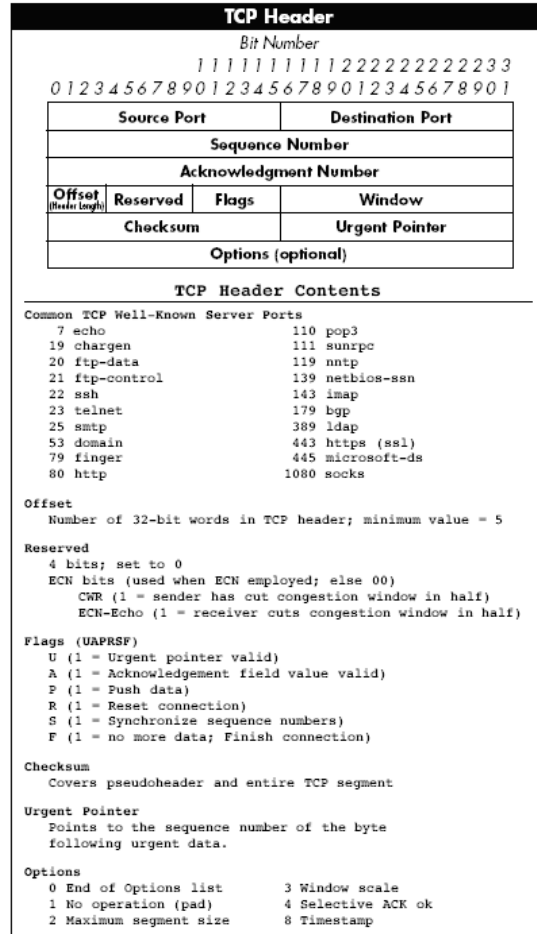 TCP Header
Bit Number
1 1 1 1 1 1 1 1 1 1 2 2 2 2 2 2 2 2 2 2 3 3
0 1 2 3 4 5 6 7 8 9 0 1 2 3 4 5 6 7 8 9 0 1 2 3 4 5 6 7 8 9 0 1
Source Port Destination Port
Sequence Number
Acknowledgment Number
Offset Reserved Flags Window
(Header Length)
Checksum Urgent Pointer
Options (optional)
TCP Header Contents
Common TCP Well-Known Server Ports
7 echo 110 pop3
19 chargen 111 sunrpc
20 ftp-data 119 nntp
21 ftp-control 139 netbios-ssn
22 ssh 143 imap
23 telnet 179 bgp
25 smtp 389 ldap
53 domain 443 https (ssl)
79 finger 445 microsoft-ds
80 http 1080 socks
Offset
Number of 32-bit words in TCP header; minimum value = 5
Reserved
4 bits; set to 0
ECN bits (used when ECN employed; else 00)
CWR (1 = sender has cut congestion window in half)
ECN-Echo (1 = receiver cuts congestion window in half)
Flags (UAPRSF)
U (1 = Urgent pointer valid)
A (1 = Acknowledgement field value valid)
P (1 = Push data)
R (1 = Reset connection)
S (1 = Synchronize sequence numbers)
F (1 = no more data; Finish connection)
Checksum
Covers pseudoheader and entire TCP segment
Urgent Pointer
Points to the sequence number of the byte
following urgent data.
Options
0 End of Options list 3 Window scale
1 No operation (pad) 4 Selective ACK ok
2 Maximum segment size 8 Timestamp